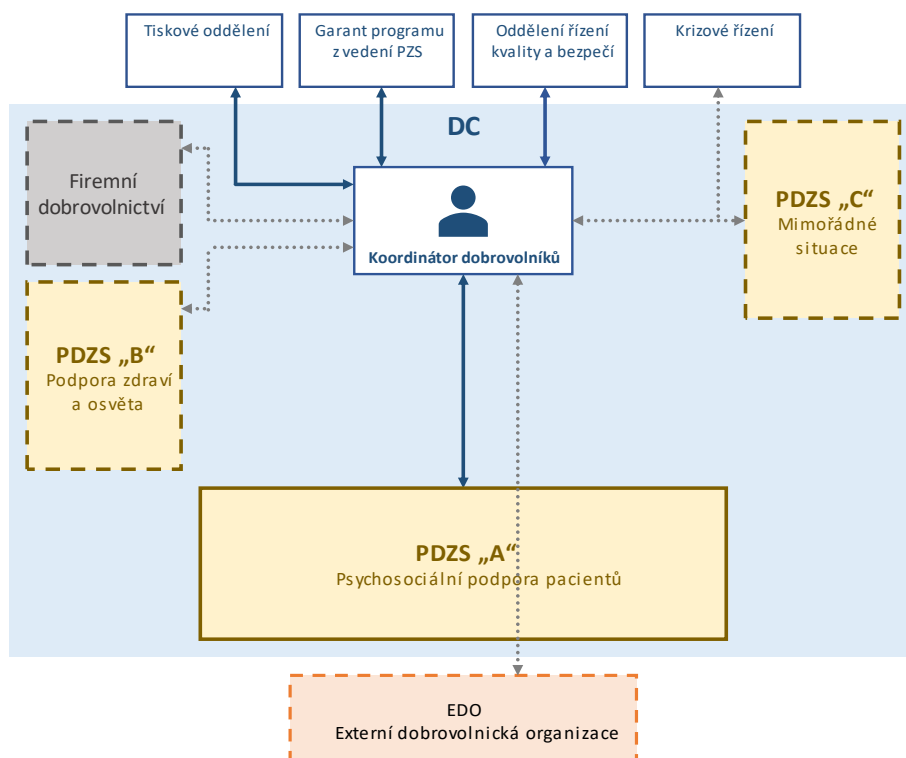 Tiskové oddělení
Garant programu
z vedení PZS
Oddělení řízení
kvality a bezpečí
Krizové řízení
DC
Firemní
dobrovolnictví
Koordinátor dobrovolníků
PDZS „C“
Mimořádné
situace
PDZS „B“
Podpora zdraví
a osvěta
PDZS „A“
Psychosociální podpora pacientů
EDO
Externí dobrovolnická organizace